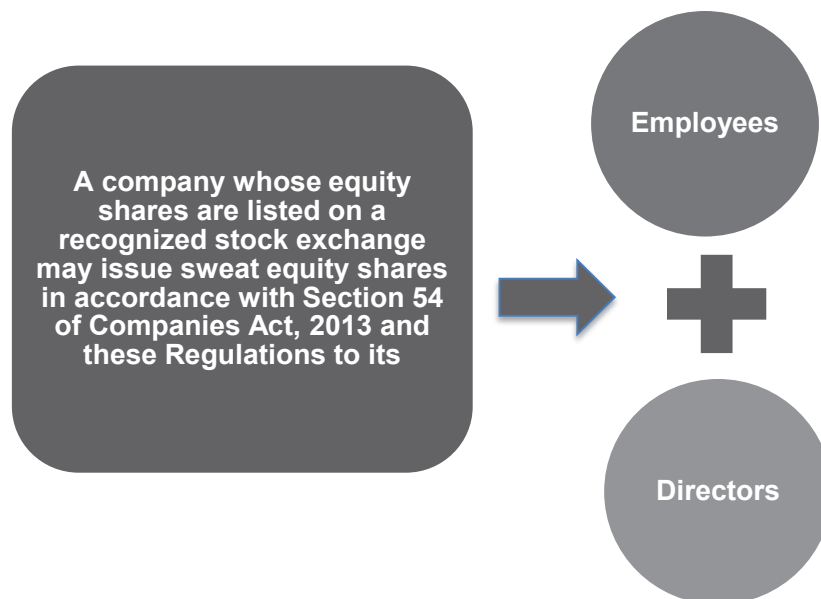 A company whose equity
shares are listed on a
recognized stock exchange
may issue sweat equity shares
in accordance with Section 54
of Companies Act, 2013 and
these Regulations to its
Employees
Directors